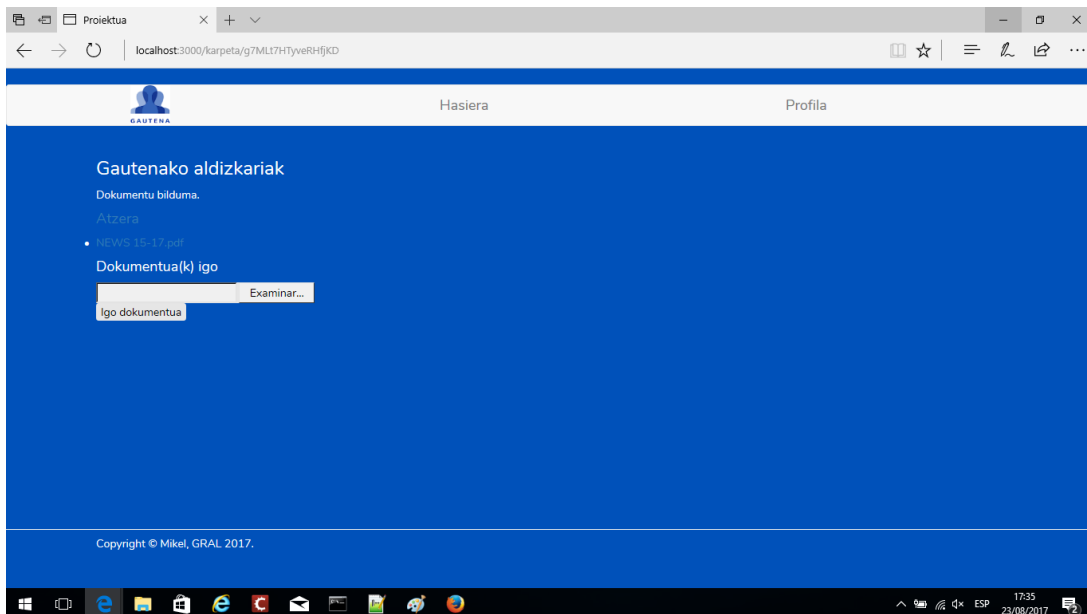 Proiektua
localhost:3000/karpeta/g7MLt7HTyveRHfjKD
GAUTENA
Hasiera
Profila
Gautenako aldizkariak
Dokumentu bilduma.
Atzera
NEWS 15-17.pdf
Dokumentua(k) igo
Examinar...
Igo dokumentua
Copyright © Mikel, GRAL 2017.
ESP
17:35
23/08/2017